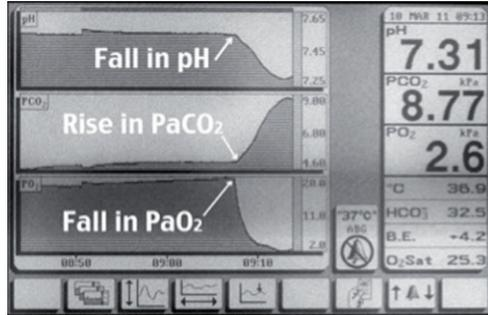 pH
7.65
Fall in pH
7.45
7.25
PCO2
9.00
Rise in PaCO2
6.80
4.60
PO2
20.0
Fall in PaO2
11.0
2.0
08:50 09:00 09:10
"37°C"
ABG
10 MAR 11 09:13
pH
7.31
PCO2 kPa
8.77
PO2 kPa
2.6
°C 36.9
HCO3̄ 32.5
B.E. +4.2
O2Sat 25.3